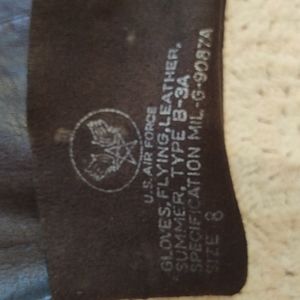 U.S. AIR FORCE
GLOVES, FLYING, LEATHER,
SUMMER, TYPE B-3A
SPECIFICATION MIL-G-9087A
SIZE 8